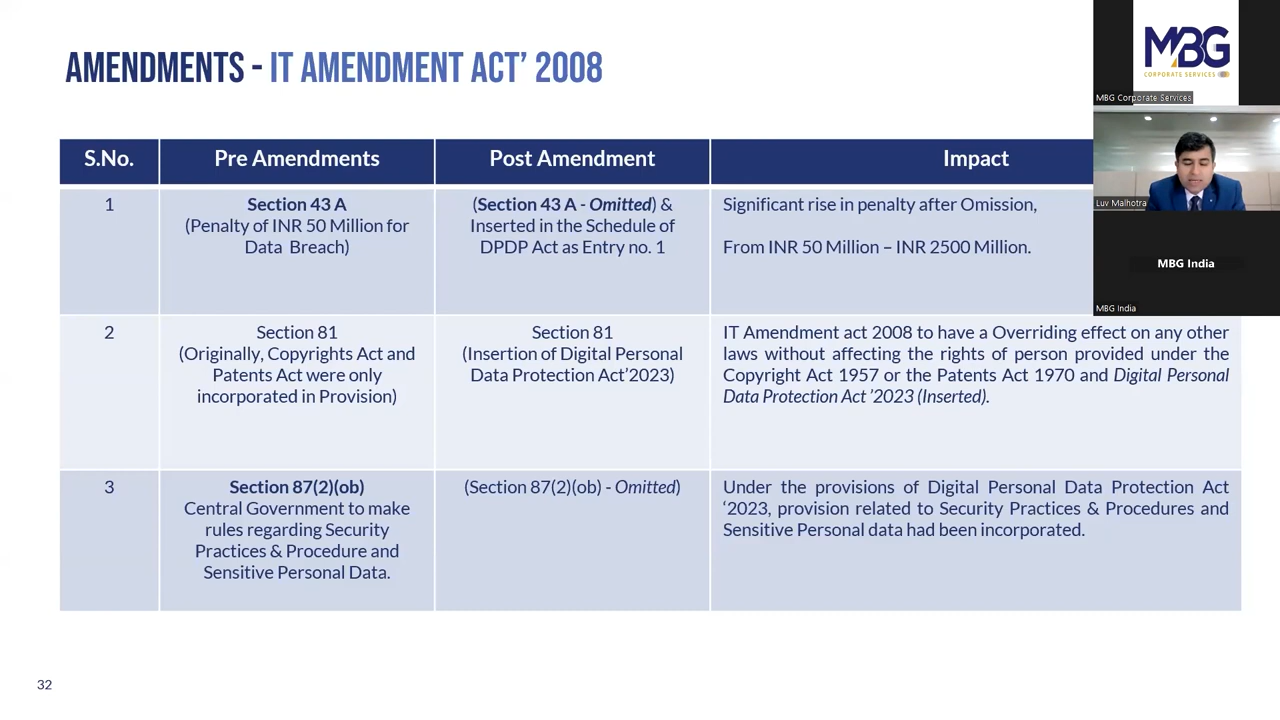 AMENDMENTS - IT AMENDMENT ACT’ 2008
S.No.
Pre Amendments
Post Amendment
Impact
1
Section 43 A
(Penalty of INR 50 Million for
Data Breach)
(Section 43 A - Omitted) &
Inserted in the Schedule of
DPDP Act as Entry no. 1
Significant rise in penalty after Omission,
From INR 50 Million – INR 2500 Million.
2
Section 81
(Originally, Copyrights Act and
Patents Act were only
incorporated in Provision)
Section 81
(Insertion of Digital Personal
Data Protection Act’2023)
IT Amendment act 2008 to have a Overriding effect on any other
laws without affecting the rights of person provided under the
Copyright Act 1957 or the Patents Act 1970 and Digital Personal
Data Protection Act ’2023 (Inserted).
3
Section 87(2)(ob)
Central Government to make
rules regarding Security
Practices & Procedure and
Sensitive Personal Data.
(Section 87(2)(ob) - Omitted)
Under the provisions of Digital Personal Data Protection Act
‘2023, provision related to Security Practices & Procedures and
Sensitive Personal data had been incorporated.
32
MBG
CORPORATE SERVICES
MBG Corporate Services
Luv Malhotra
MBG India
MBG India